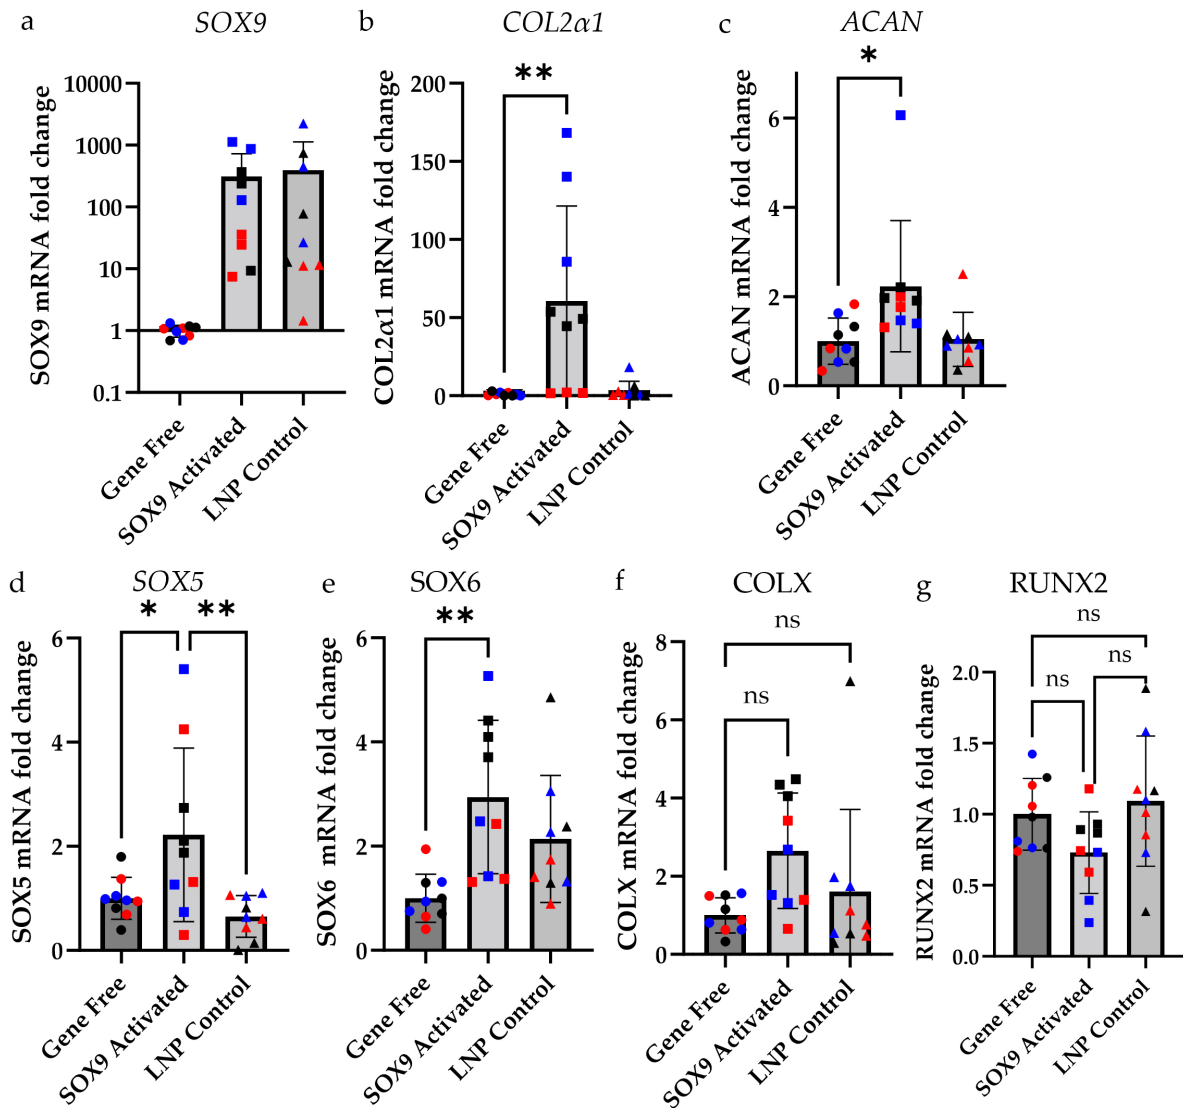 a
SOX9
SOX9 mRNA fold change
10000
1000
100
10
1
0.1
Gene Free
SOX9 Activated
LNP Control
b
COL2α1
COL2α1 mRNA fold change
200
150
100
50
0
**
Gene Free
SOX9 Activated
LNP Control
c
ACAN
ACAN mRNA fold change
6
4
2
0
*
Gene Free
SOX9 Activated
LNP Control
d
SOX5
SOX5 mRNA fold change
6
4
2
0
*
**
Gene Free
SOX9 Activated
LNP Control
e
SOX6
SOX6 mRNA fold change
6
4
2
0
**
Gene Free
SOX9 Activated
LNP Control
f
COLX
COLX mRNA fold change
8
6
4
2
0
ns
ns
Gene Free
SOX9 Activated
LNP Control
g
RUNX2
RUNX2 mRNA fold change
2.0
1.5
1.0
0.5
0.0
ns
ns
ns
Gene Free
SOX9 Activated
LNP Control